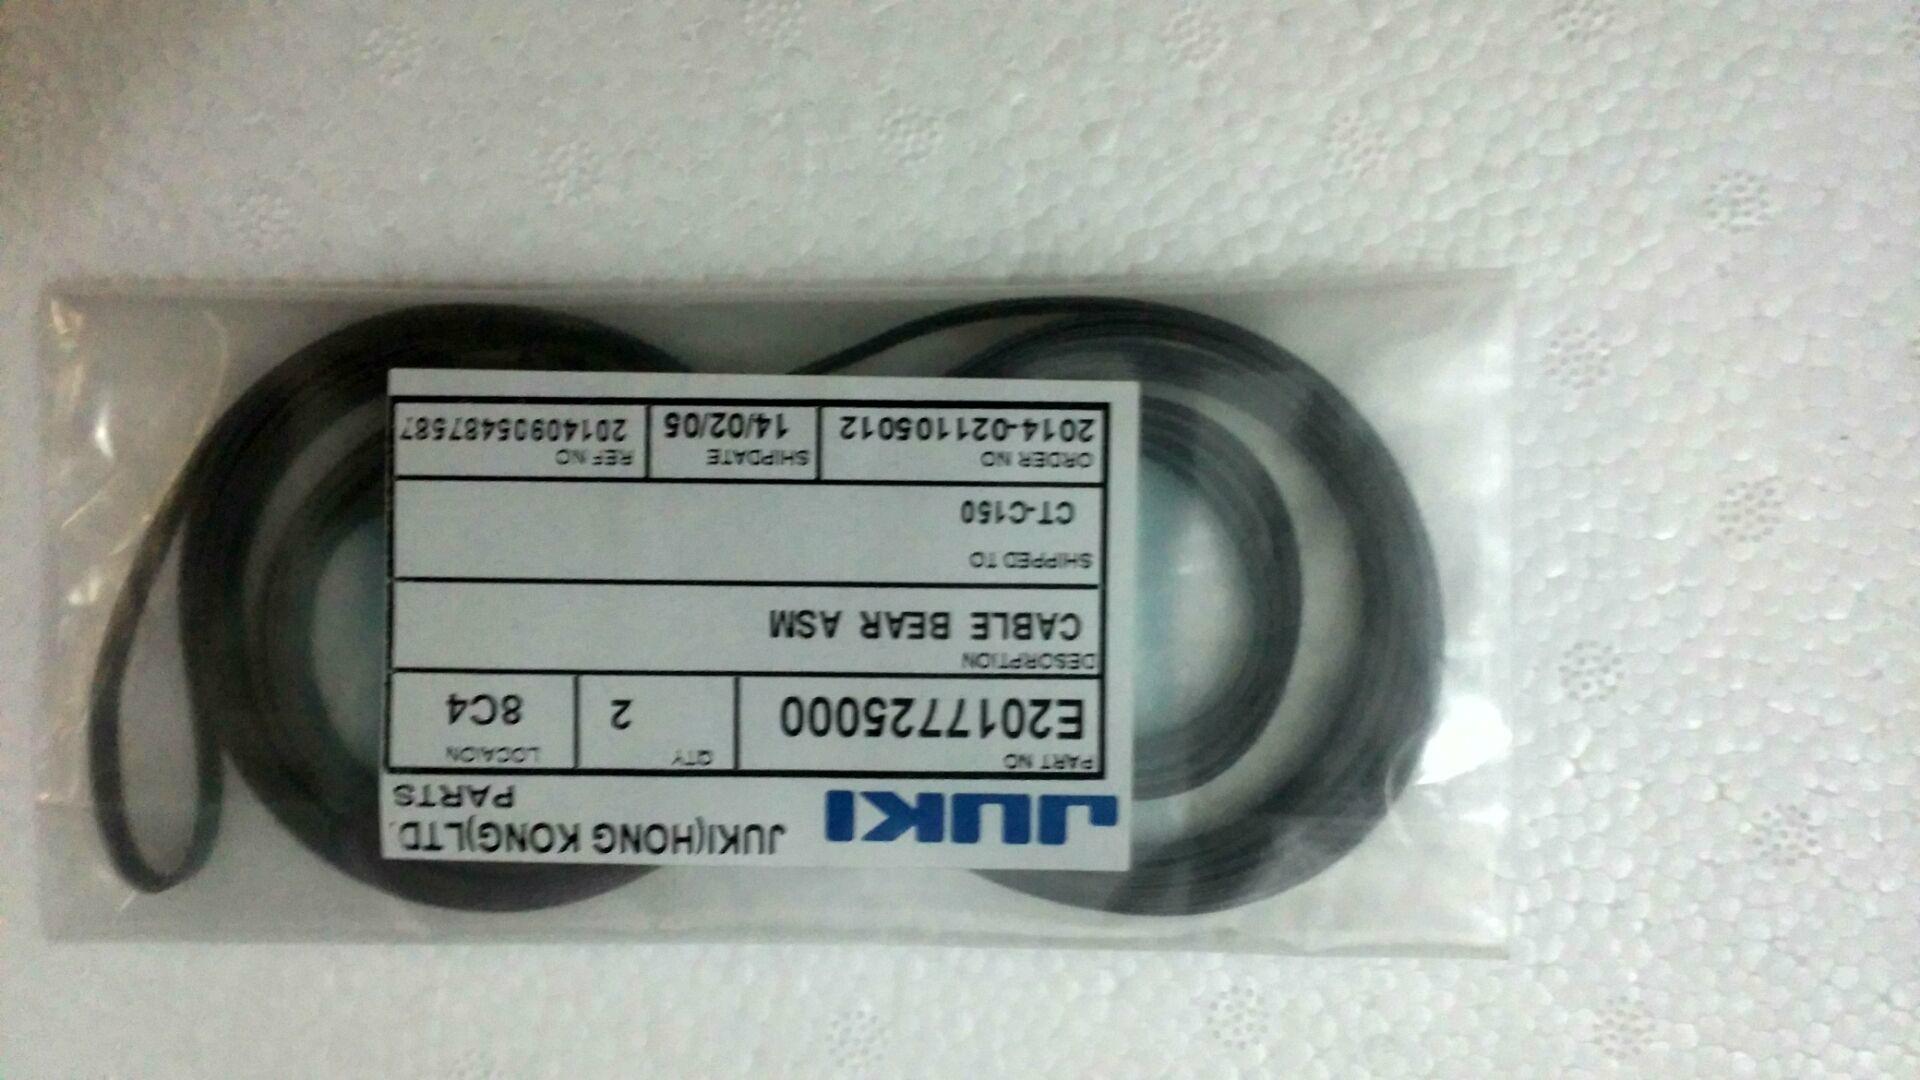 JUKI
JUKI(HONG KONG)LTD.
PARTS
PART NO
QTY
LOCAION
E2017725000
2
8C4
DESCRPTION
CABLE BEAR ASM
SHIPPED TO
CT-C150
ORDER NO
SHIPDATE
REF NO
2014-021105012
14/02/05
20140905487587